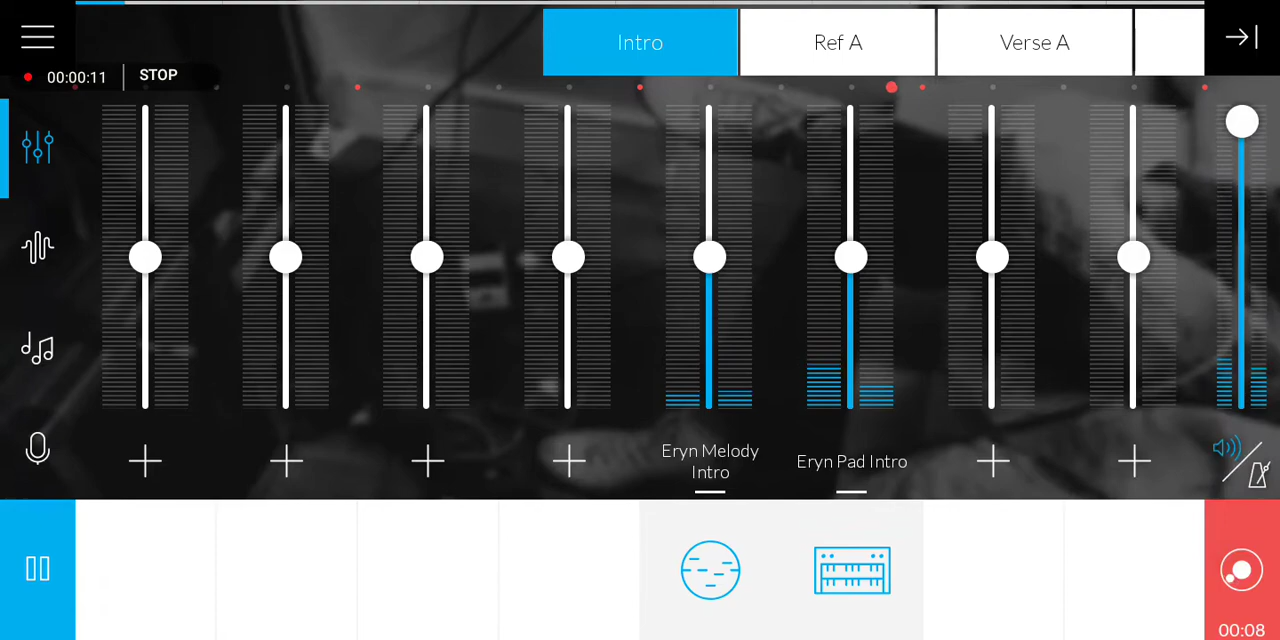 Intro
Ref A
Verse A
00:00:11
STOP
Eryn Melody
Intro
Eryn Pad Intro
00:08